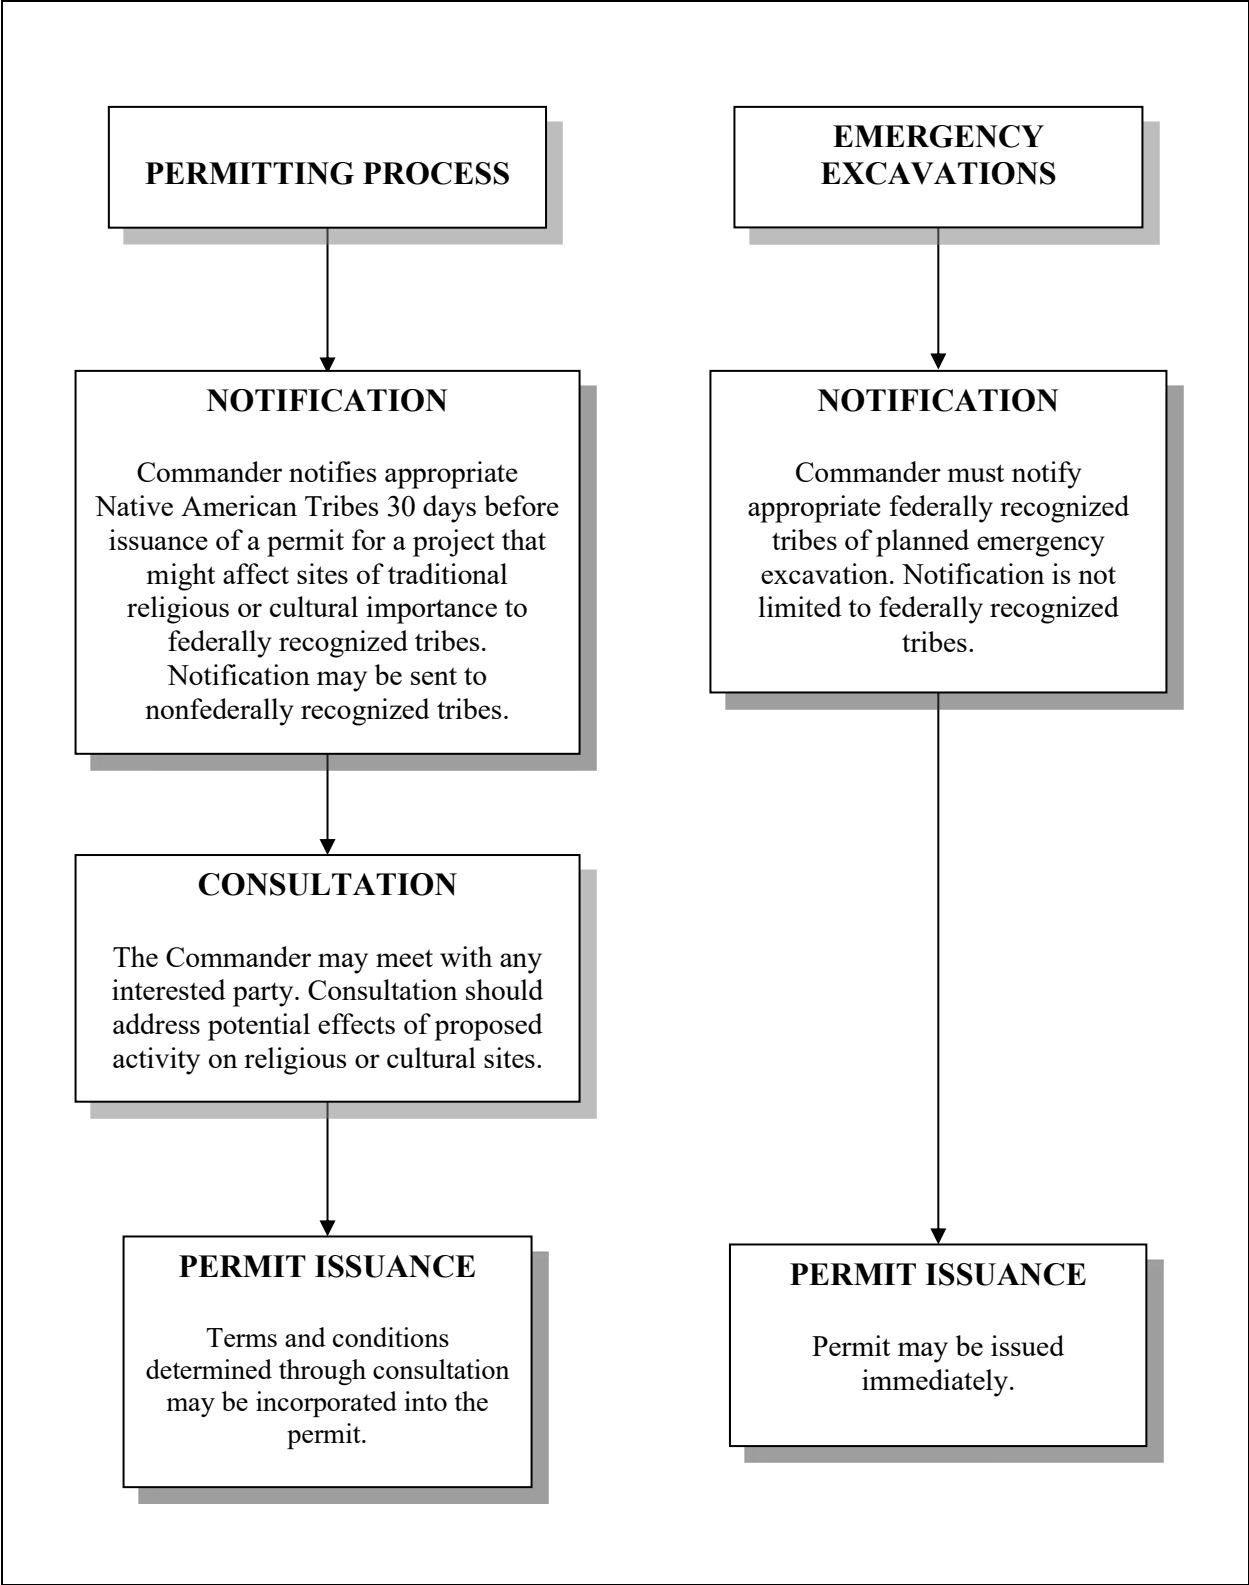 PERMITTING PROCESS
NOTIFICATION
Commander notifies appropriate
Native American Tribes 30 days before
issuance of a permit for a project that
might affect sites of traditional
religious or cultural importance to
federally recognized tribes.
Notification may be sent to
nonfederally recognized tribes.
CONSULTATION
The Commander may meet with any
interested party. Consultation should
address potential effects of proposed
activity on religious or cultural sites.
PERMIT ISSUANCE
Terms and conditions
determined through consultation
may be incorporated into the
permit.
EMERGENCY
EXCAVATIONS
NOTIFICATION
Commander must notify
appropriate federally recognized
tribes of planned emergency
excavation. Notification is not
limited to federally recognized
tribes.
PERMIT ISSUANCE
Permit may be issued
immediately.